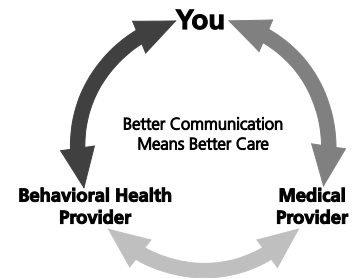 You
Better Communication
Means Better Care
Behavioral Health
Provider
Medical
Provider